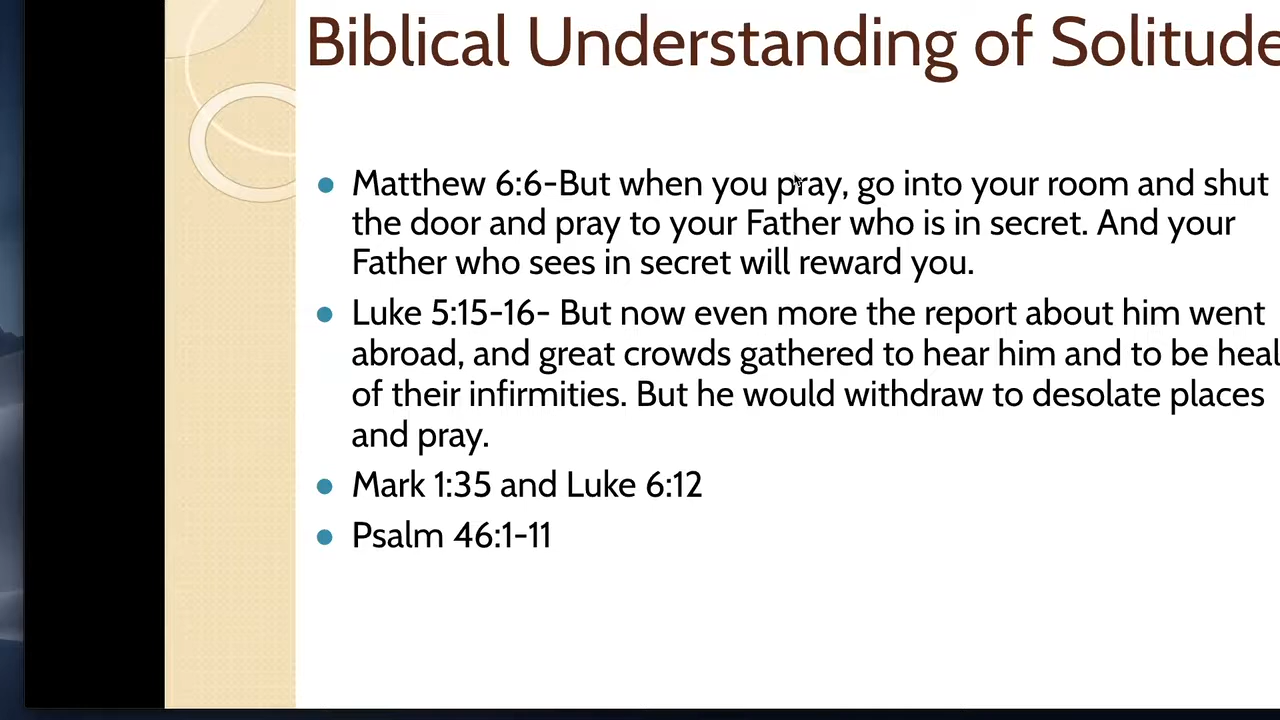 Biblical Understanding of Solitude
Matthew 6:6-But when you pray, go into your room and shut
the door and pray to your Father who is in secret. And your
Father who sees in secret will reward you.
Luke 5:15-16- But now even more the report about him went
abroad, and great crowds gathered to hear him and to be heal
of their infirmities. But he would withdraw to desolate places
and pray.
Mark 1:35 and Luke 6:12
Psalm 46:1-11